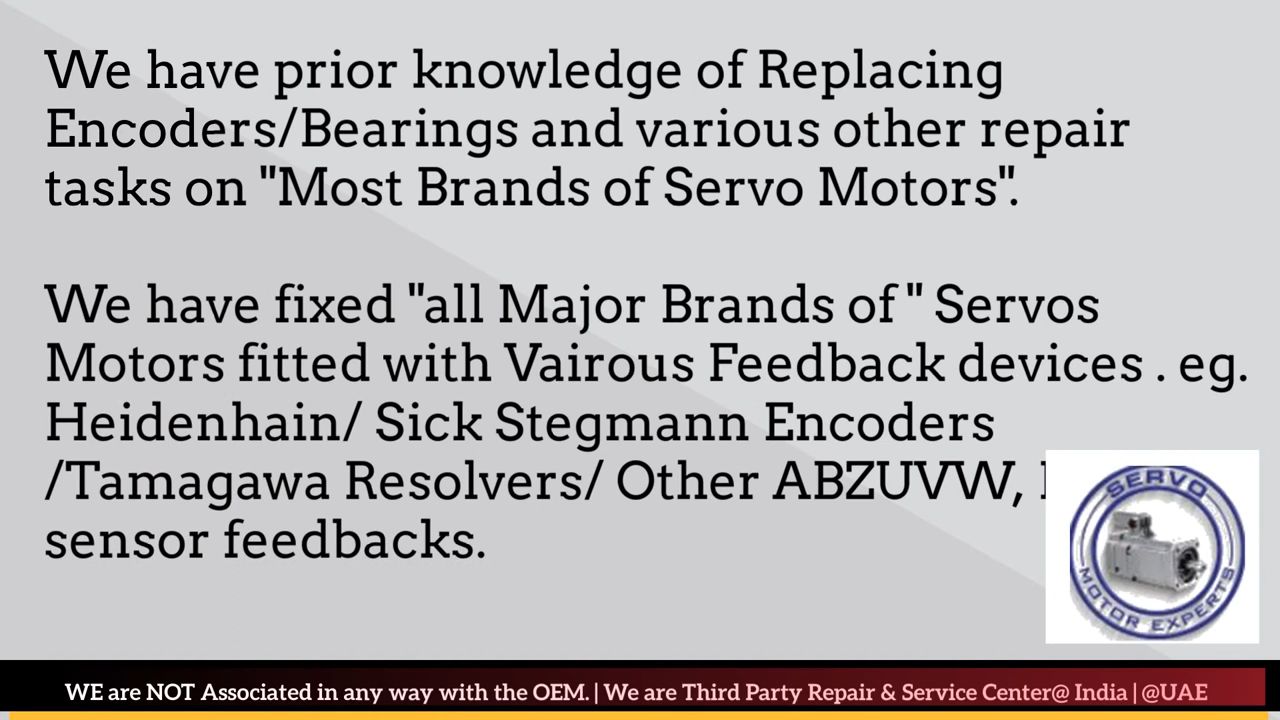 We have prior knowledge of Replacing
Encoders/Bearings and various other repair
tasks on "Most Brands of Servo Motors".
We have fixed "all Major Brands of " Servos
Motors fitted with Vairous Feedback devices . eg.
Heidenhain/ Sick Stegmann Encoders
/Tamagawa Resolvers/ Other ABZUVW,
sensor feedbacks.
SERVO
MOTOR EXPERTS
WE are NOT Associated in any way with the OEM. | We are Third Party Repair & Service Center@ India | @UAE